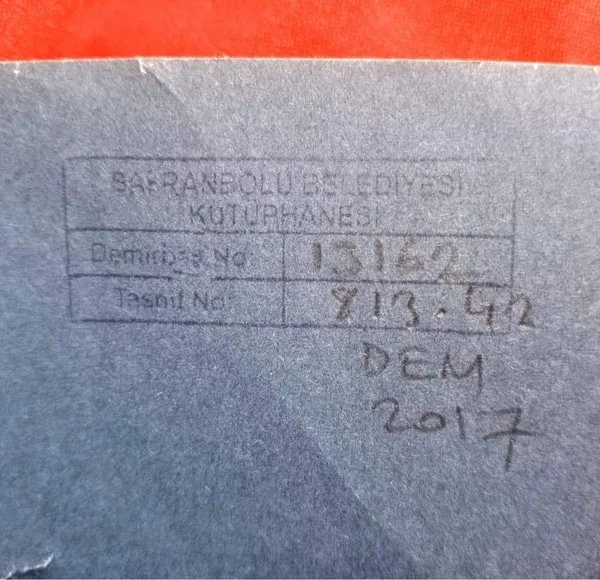 SAFRANBOLU BELEDİYESİ
KÜTÜPHANESİ
Demirbaş No: 13162
Tasnif No: 813.42
DEM
2017